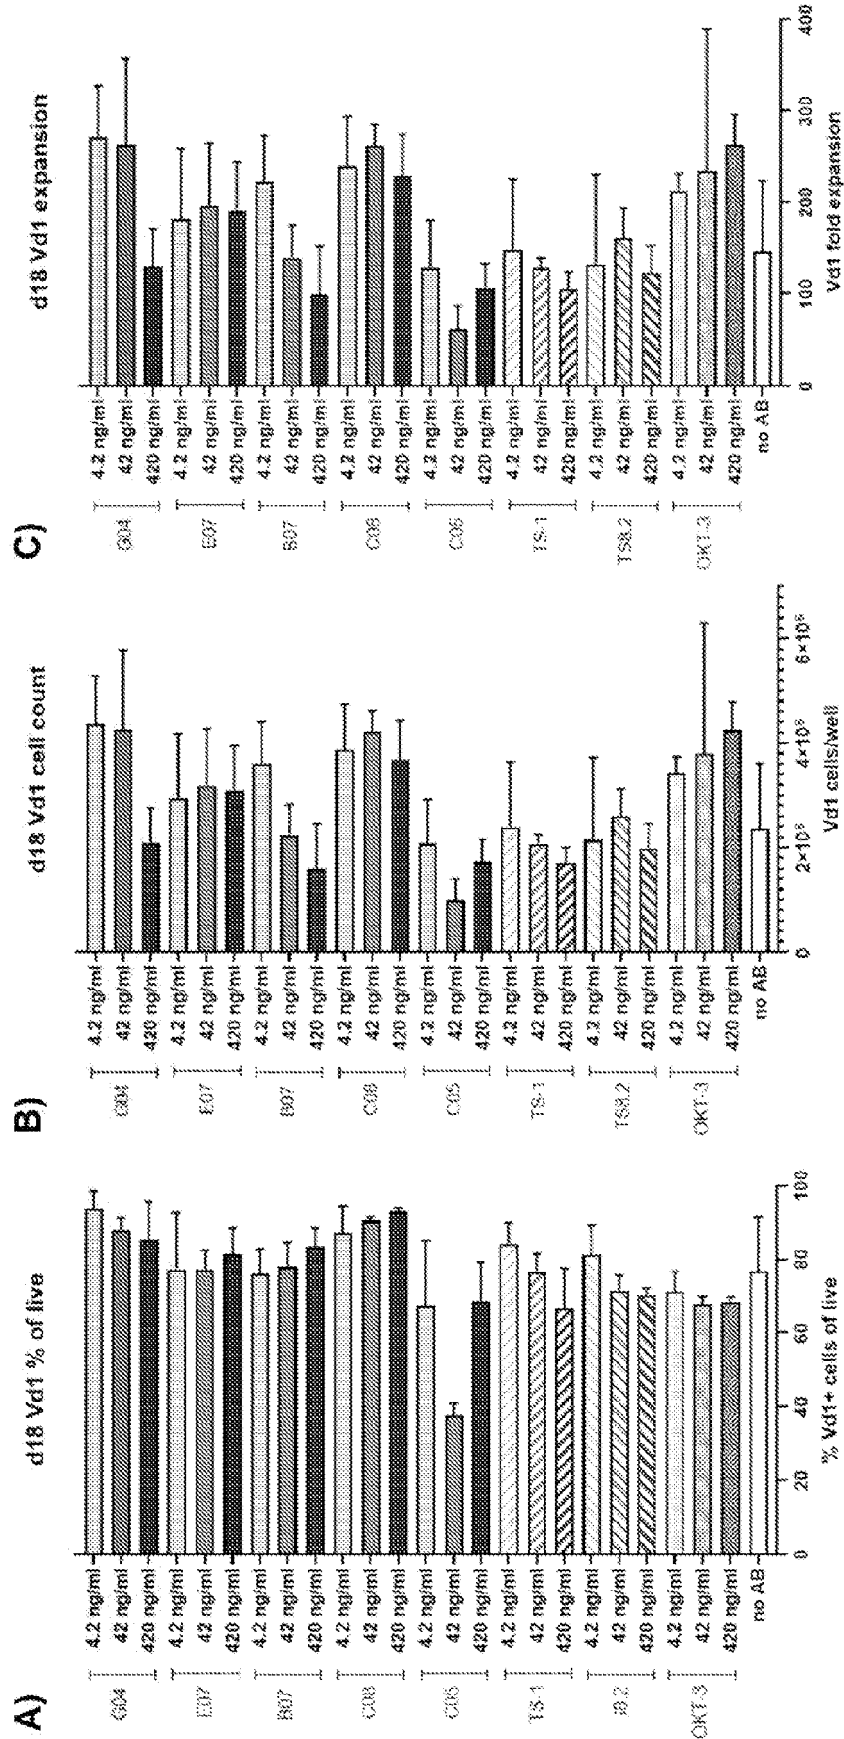 A)
d18 Vd1 % of live
G04
4.2 ng/ml
42 ng/ml
420 ng/ml
E07
4.2 ng/ml
42 ng/ml
420 ng/ml
B07
4.2 ng/ml
42 ng/ml
420 ng/ml
C08
4.2 ng/ml
42 ng/ml
420 ng/ml
C05
4.2 ng/ml
42 ng/ml
420 ng/ml
TS-1
4.2 ng/ml
42 ng/ml
420 ng/ml
4.2 ng/ml
42 ng/ml
420 ng/ml
OKT-3
4.2 ng/ml
42 ng/ml
420 ng/ml
no AB
0 20 40 60 80 100
% Vd1+ cells of live
B)
d18 Vd1 cell count
G04
4.2 ng/ml
42 ng/ml
420 ng/ml
E07
4.2 ng/ml
42 ng/ml
420 ng/ml
B07
4.2 ng/ml
42 ng/ml
420 ng/ml
C08
4.2 ng/ml
42 ng/ml
420 ng/ml
C05
4.2 ng/ml
42 ng/ml
420 ng/ml
TS-1
4.2 ng/ml
42 ng/ml
420 ng/ml
TS8.2
4.2 ng/ml
42 ng/ml
420 ng/ml
OKT-3
4.2 ng/ml
42 ng/ml
420 ng/ml
no AB
0 2×10⁶ 4×10⁶ 6×10⁶
Vd1 cells/well
C)
d18 Vd1 expansion
G04
4.2 ng/ml
42 ng/ml
420 ng/ml
E07
4.2 ng/ml
42 ng/ml
420 ng/ml
B07
4.2 ng/ml
42 ng/ml
420 ng/ml
C08
4.2 ng/ml
42 ng/ml
420 ng/ml
C05
4.2 ng/ml
42 ng/ml
420 ng/ml
TS-1
4.2 ng/ml
42 ng/ml
420 ng/ml
TS8.2
4.2 ng/ml
42 ng/ml
420 ng/ml
OKT-3
4.2 ng/ml
42 ng/ml
420 ng/ml
no AB
0 100 200 300 400
Vd1 fold expansion